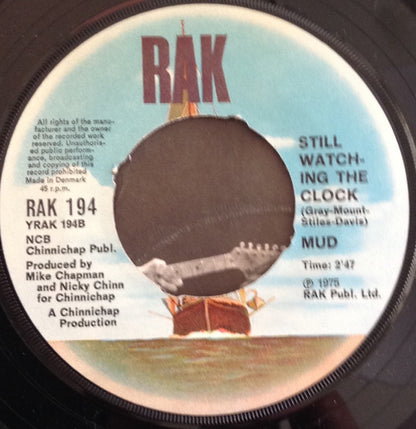 RAK
All rights of the manu-
facturer and the owner
of the recorded work
reserved. Unauthoris-
ed public perform-
ance, broadcasting
and copying of this
record prohibited
Made in Denmark
45 r.p.m.
RAK 194
YRAK 194B
NCB
Chinnichap Publ.
Produced by
Mike Chapman
and Nicky Chinn
for Chinnichap
A Chinnichap
Production
STILL
WATCH-
ING THE
CLOCK
(Gray-Mount-
Stiles-Davis)
MUD
Time: 2'47
℗ 1975
RAK Publ. Ltd.